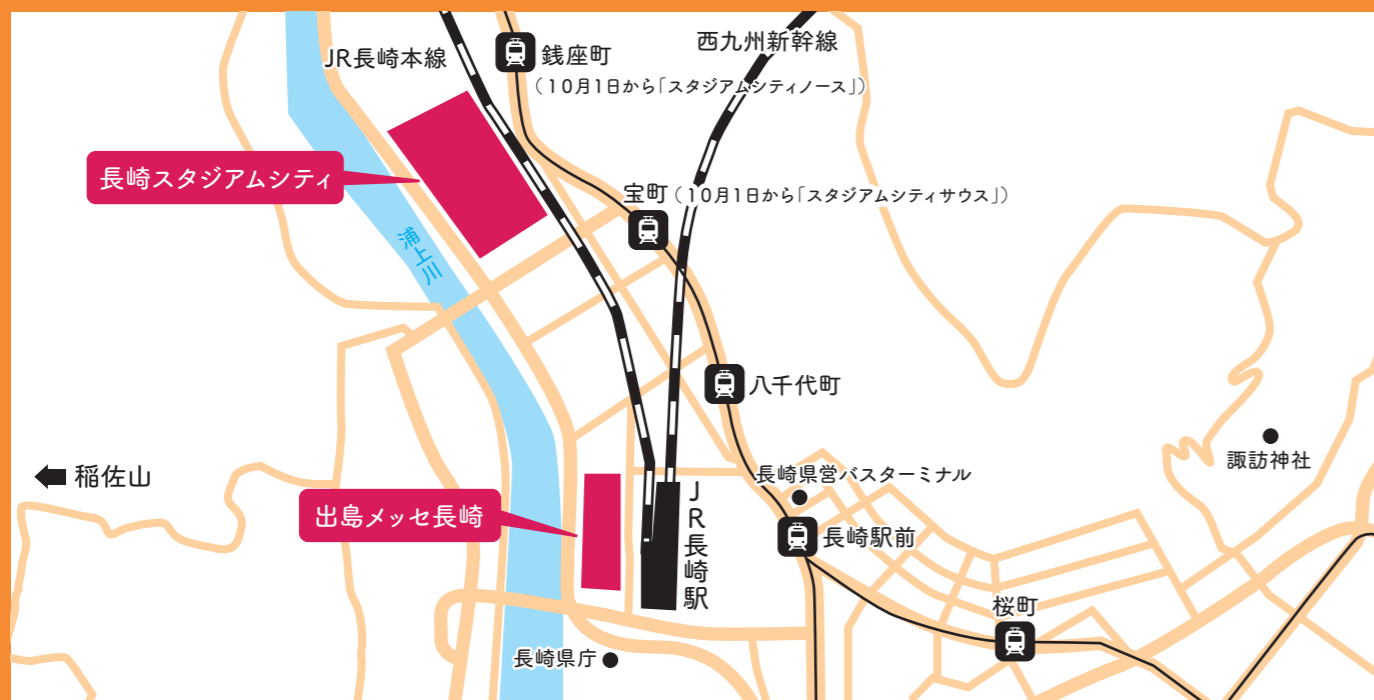 JR長崎本線
銭座町
（10月1日から「スタジアムシティノース」）
西九州新幹線
長崎スタジアムシティ
宝町（10月1日から「スタジアムシティサウス」）
浦上川
八千代町
稲佐山
諏訪神社
長崎県営バスターミナル
出島メッセ長崎
JR長崎駅
長崎駅前
桜町
長崎県庁